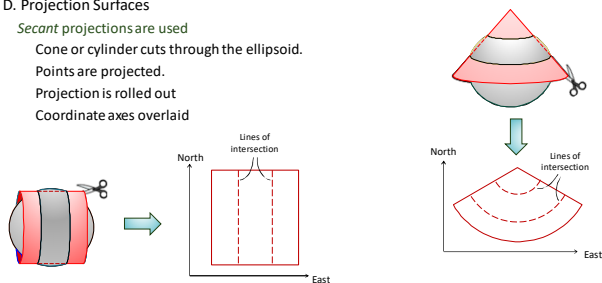 D. Projection Surfaces
Secant projections are used
Cone or cylinder cuts through the ellipsoid.
Points are projected.
Projection is rolled out
Coordinate axes overlaid
Lines of
intersection
North
East
North
Lines of
intersection
East